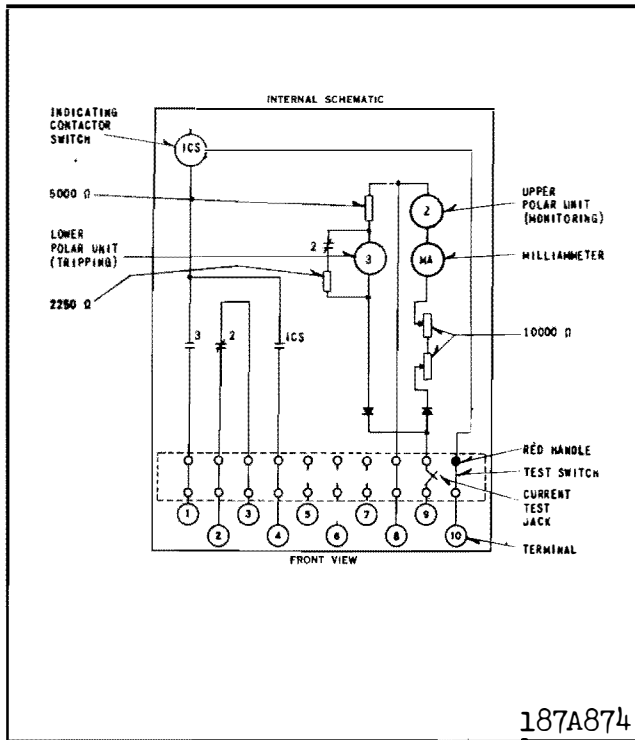 INTERNAL SCHEMATIC
INDICATING
CONTACTOR
SWITCH
ICS
5000 Ω
LOWER
POLAR UNIT
(TRIPPING)
2250 Ω
2
3
2
MA
UPPER
POLAR UNIT
(MONITORING)
MILLIAMMETER
10000 Ω
3
2
ICS
RED HANDLE
TEST SWITCH
CURRENT
TEST
JACK
TERMINAL
1
2
3
4
5
6
7
8
9
10
FRONT VIEW
187A874